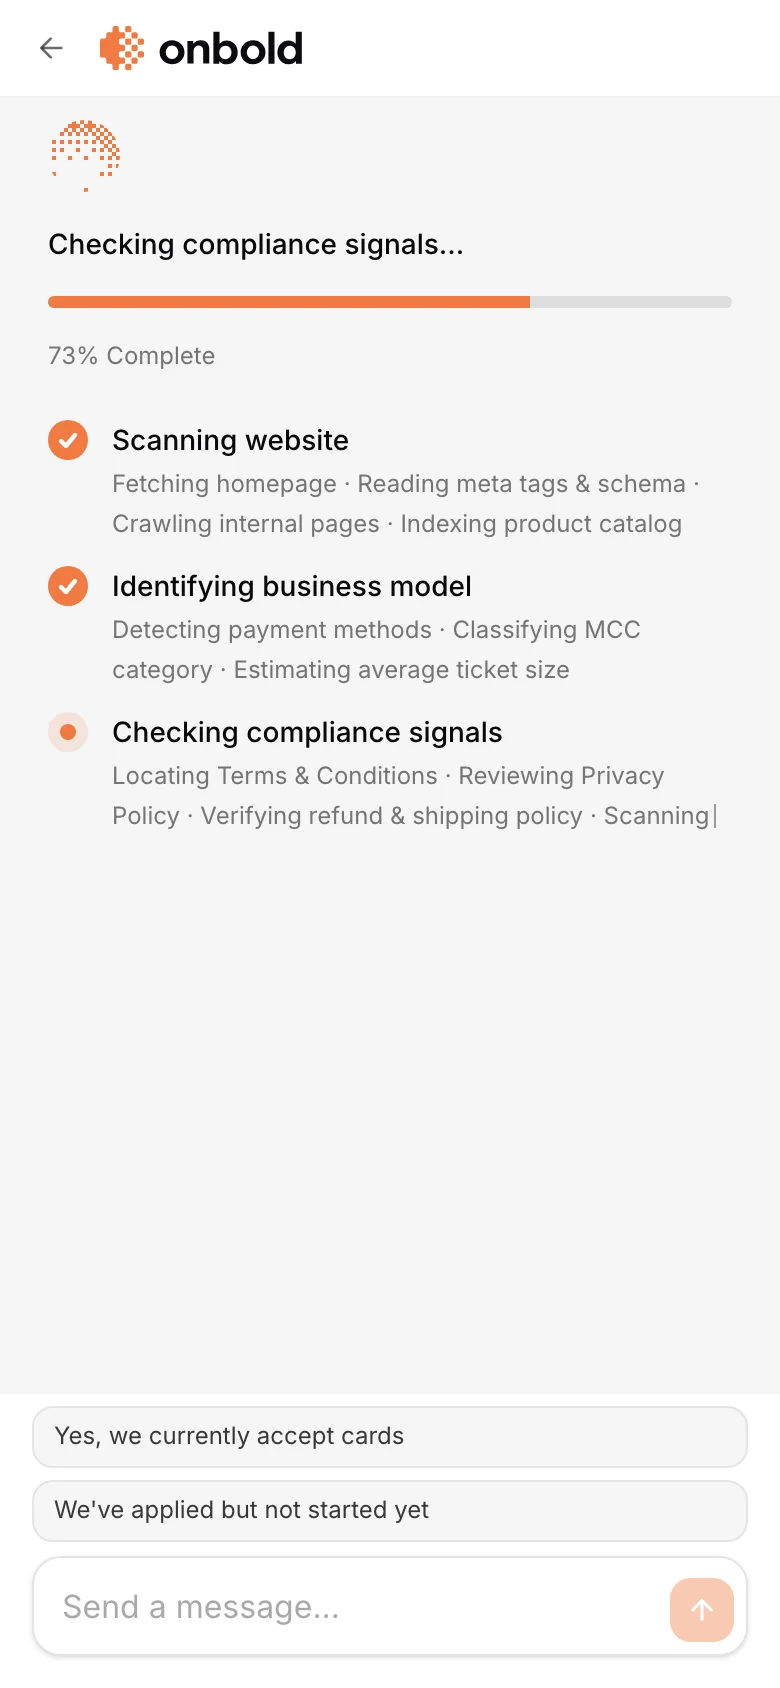 onbold
Checking compliance signals...
73% Complete
Scanning website
Fetching homepage · Reading meta tags & schema ·
Crawling internal pages · Indexing product catalog
Identifying business model
Detecting payment methods · Classifying MCC
category · Estimating average ticket size
Checking compliance signals
Locating Terms & Conditions · Reviewing Privacy
Policy · Verifying refund & shipping policy · Scanning
Yes, we currently accept cards
We've applied but not started yet
Send a message...